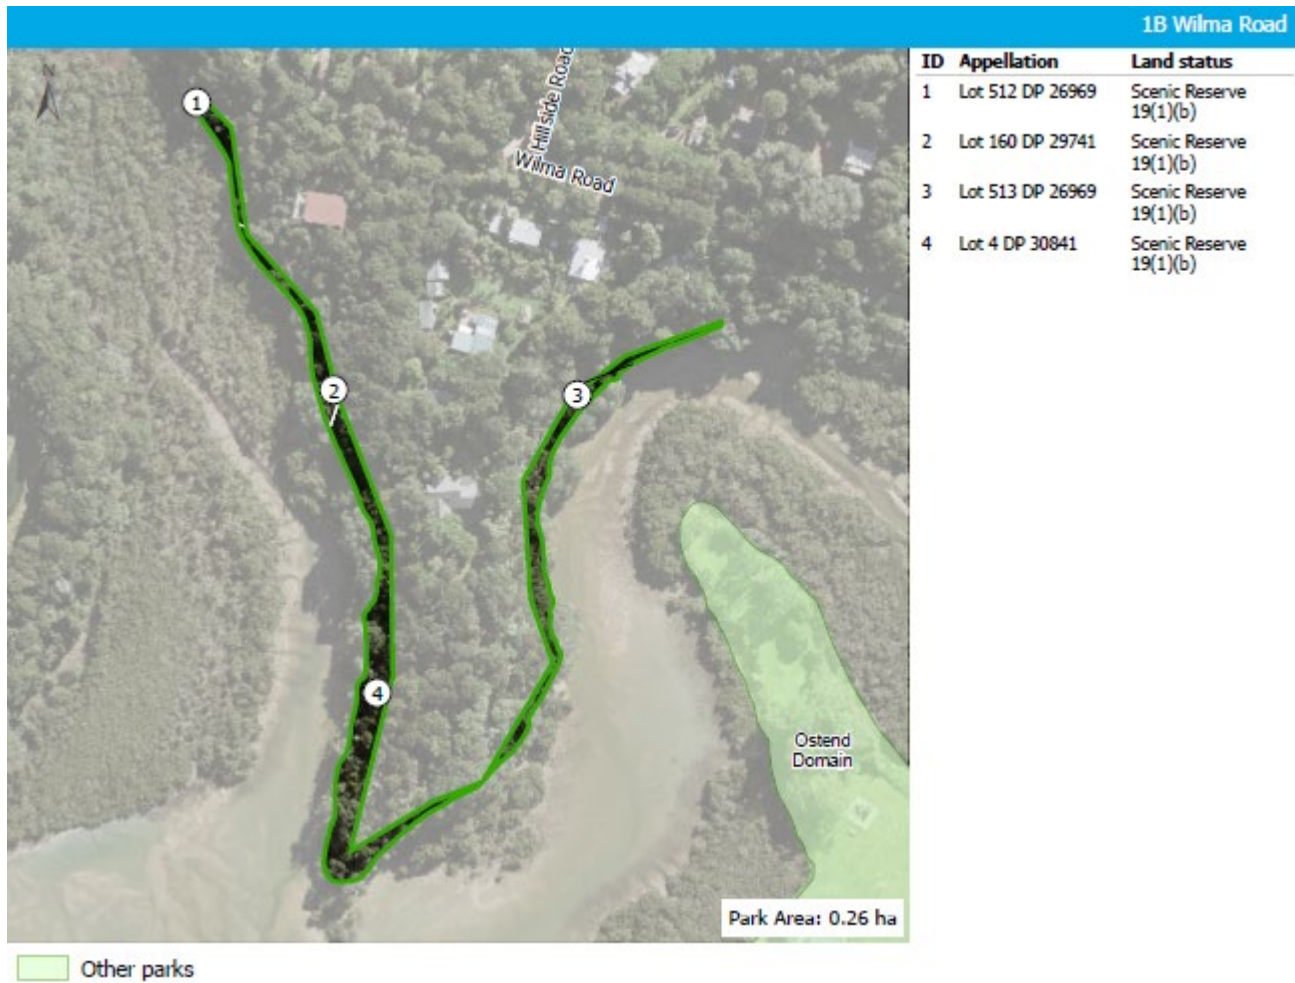 1B Wilma Road
N
1
Hillside Road
Wilma Road
2
3
4
Ostend
Domain
Park Area: 0.26 ha
Other parks
ID Appellation Land status
1 Lot 512 DP 26969 Scenic Reserve
19(1)(b)
2 Lot 160 DP 29741 Scenic Reserve
19(1)(b)
3 Lot 513 DP 26969 Scenic Reserve
19(1)(b)
4 Lot 4 DP 30841 Scenic Reserve
19(1)(b)